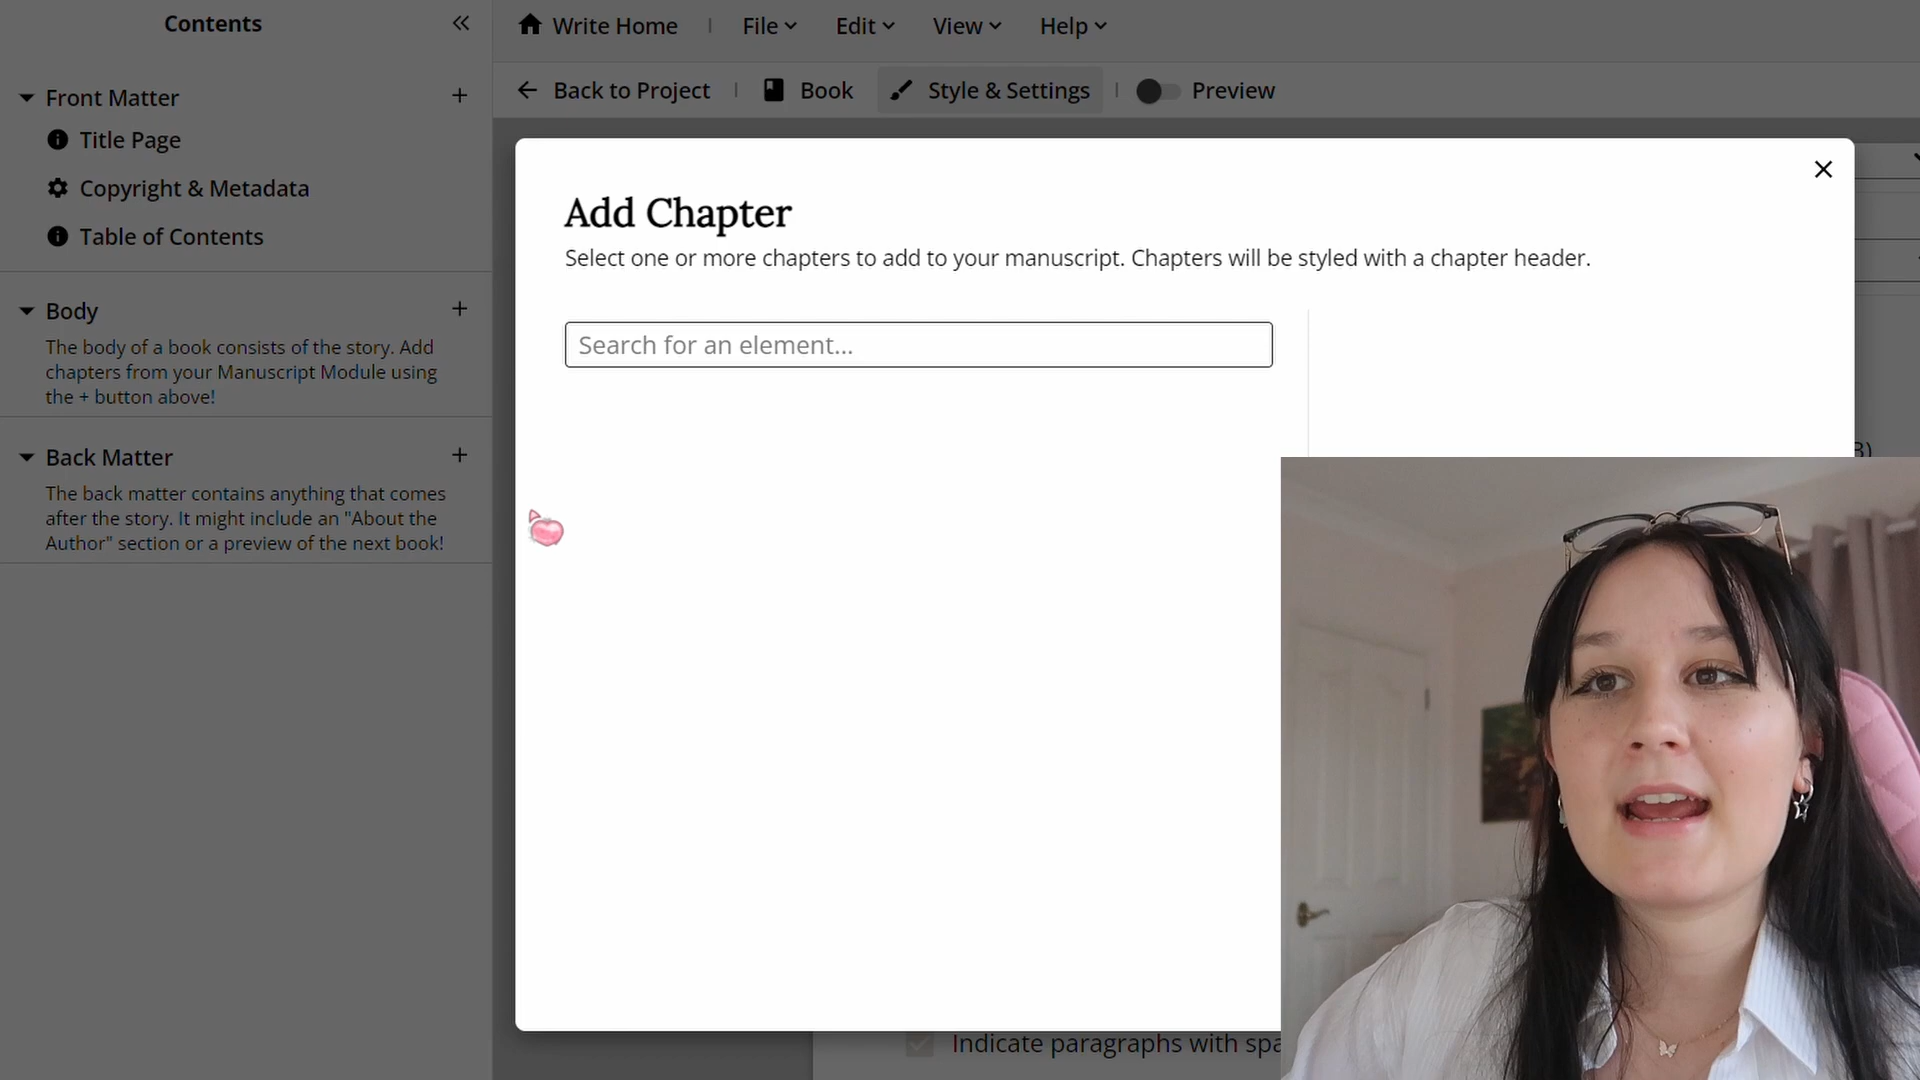 Contents
Front Matter
Title Page
Copyright & Metadata
Table of Contents
Body
The body of a book consists of the story. Add
chapters from your Manuscript Module using
the + button above!
Back Matter
The back matter contains anything that comes
after the story. It might include an "About the
Author" section or a preview of the next book!
Write Home File Edit View Help
Back to Project Book Style & Settings Preview
Add Chapter
Select one or more chapters to add to your manuscript. Chapters will be styled with a chapter header.
Search for an element...
Indicate paragraphs with